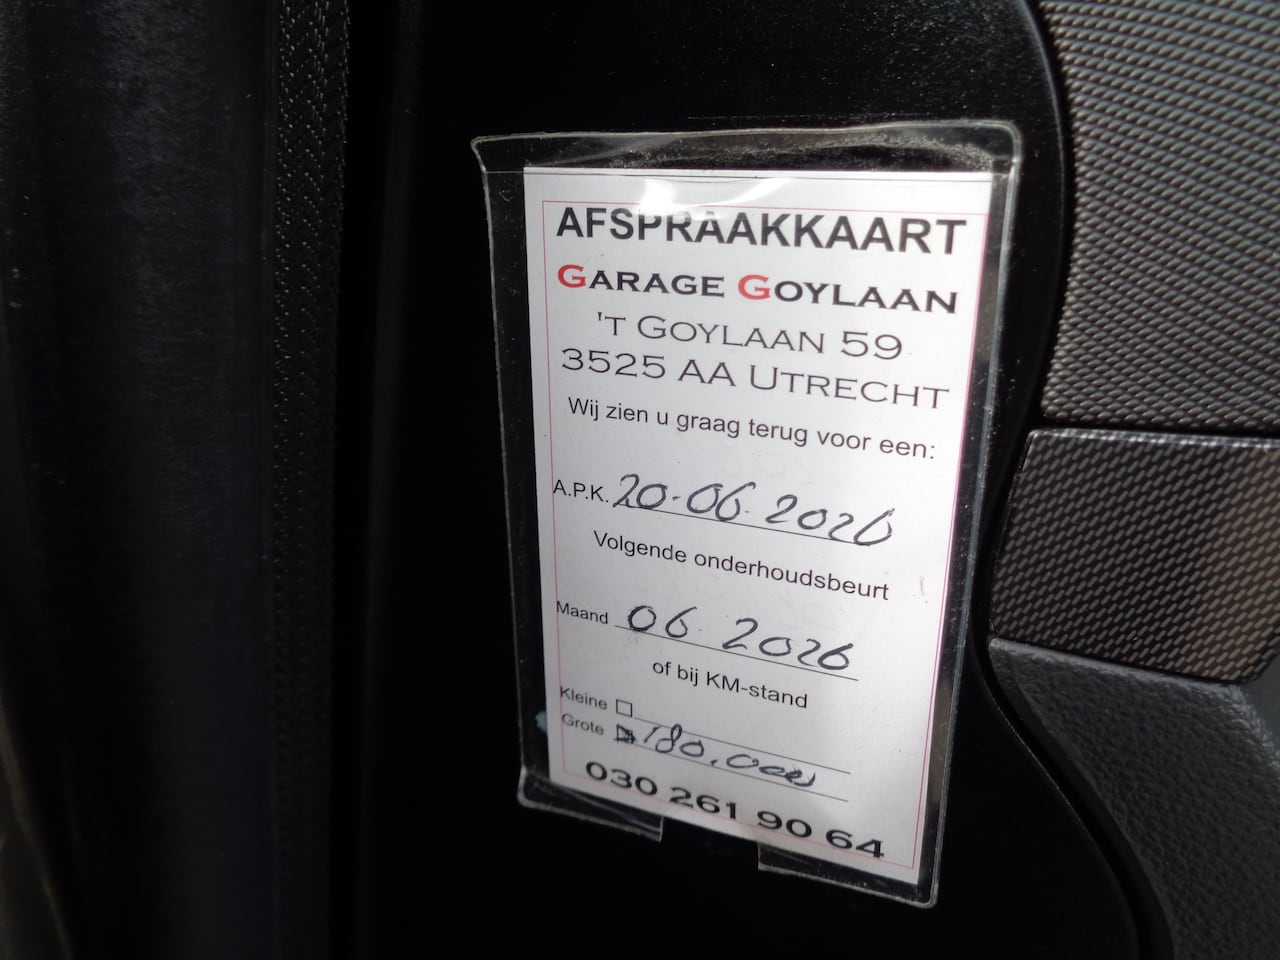 AFSPRAAKKAART
GARAGE GOYLAAN
'T GOYLAAN 59
3525 AA UTRECHT
Wij zien u graag terug voor een:
A.P.K. 20-06-2026
Volgende onderhoudsbeurt
Maand 06 2026
of bij KM-stand
Kleine
Grote 180.000
030 261 90 64